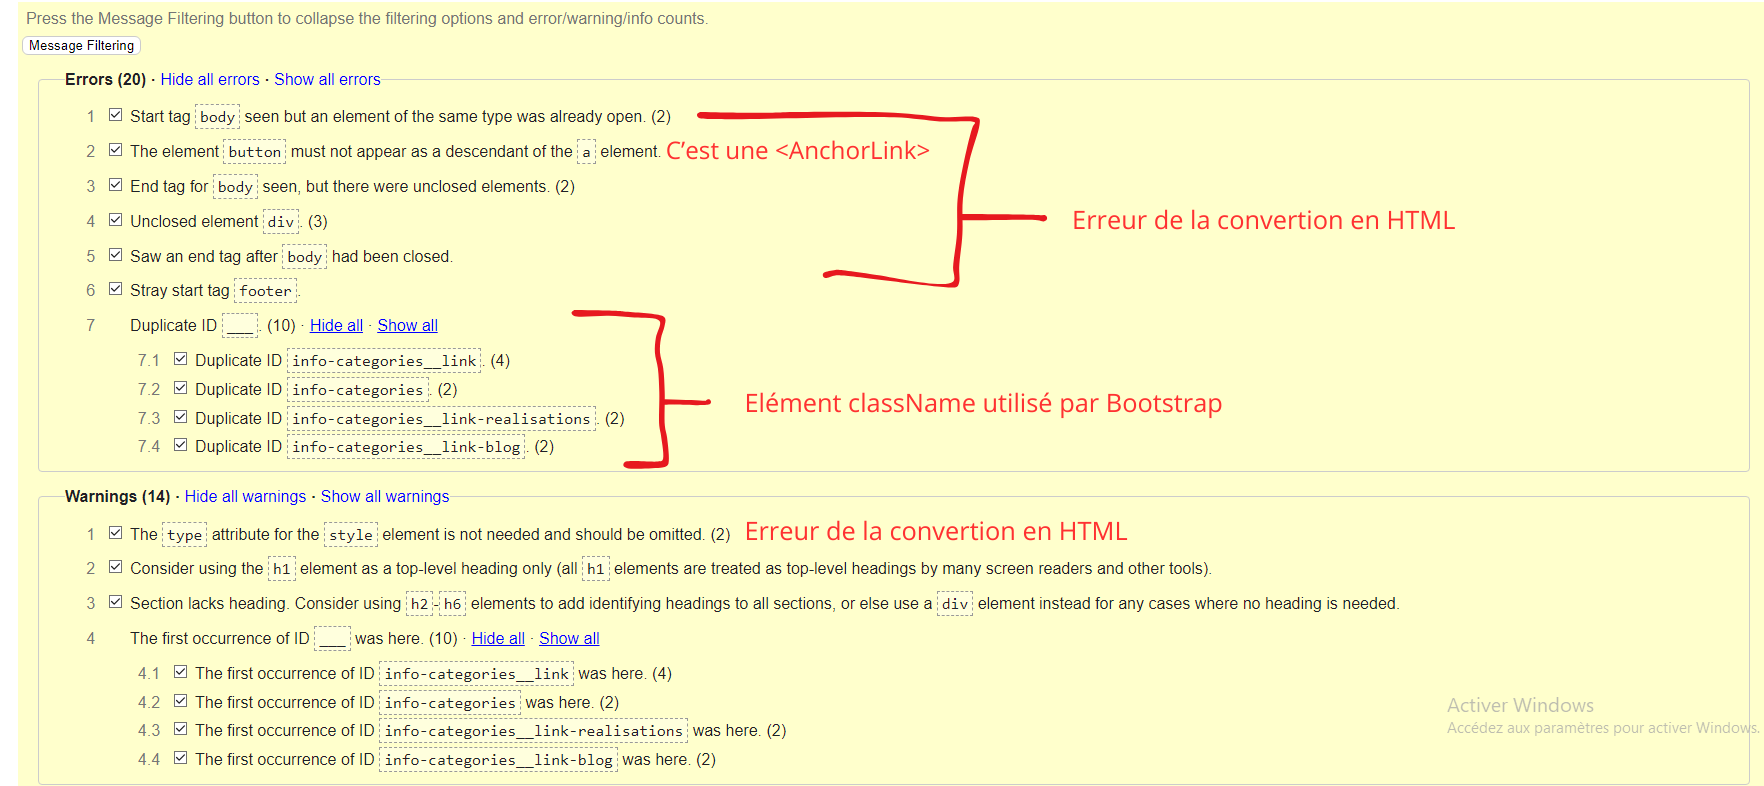 Press the Message Filtering button to collapse the filtering options and error/warning/info counts.
Message Filtering
Errors (20) · Hide all errors · Show all errors
1 Start tag body seen but an element of the same type was already open. (2)
2 The element button must not appear as a descendant of the a element. C’est une <AnchorLink>
3 End tag for body seen, but there were unclosed elements. (2)
Erreur de la convertion en HTML
4 Unclosed element div. (3)
5 Saw an end tag after body had been closed.
6 Stray start tag footer.
7 Duplicate ID ___. (10) · Hide all · Show all
7.1 Duplicate ID info-categories__link. (4)
7.2 Duplicate ID info-categories. (2)
Elément className utilisé par Bootstrap
7.3 Duplicate ID info-categories__link-realisations. (2)
7.4 Duplicate ID info-categories__link-blog. (2)
Warnings (14) · Hide all warnings · Show all warnings
1 The type attribute for the style element is not needed and should be omitted. (2) Erreur de la convertion en HTML
2 Consider using the h1 element as a top-level heading only (all h1 elements are treated as top-level headings by many screen readers and other tools).
3 Section lacks heading. Consider using h2-h6 elements to add identifying headings to all sections, or else use a div element instead for any cases where no heading is needed.
4 The first occurrence of ID ___ was here. (10) · Hide all · Show all
4.1 The first occurrence of ID info-categories__link was here. (4)
4.2 The first occurrence of ID info-categories was here. (2)
4.3 The first occurrence of ID info-categories__link-realisations was here. (2)
4.4 The first occurrence of ID info-categories__link-blog was here. (2)
Activer Windows
Accédez aux paramètres pour activer Windows.